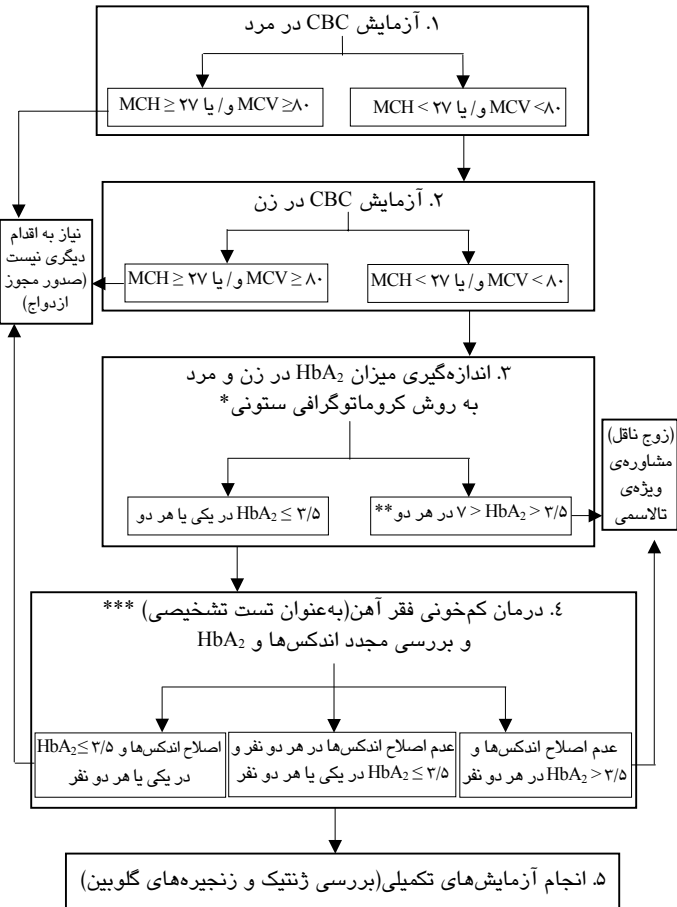 ۱. آزمایش CBC در مرد
MCV <۸۰ و/ یا MCH < ۲۷
MCV ≥۸۰ و/ یا MCH ≥ ۲۷
۲. آزمایش CBC در زن
MCV < ۸۰ و/ یا MCH < ۲۷
MCV ≥ ۸۰ و/ یا MCH ≥ ۲۷
نیاز به اقدام
دیگری نیست
(صدور مجوز
ازدواج)
۳. اندازه‌گیری میزان HbA₂ در زن و مرد
به روش کروماتوگرافی ستونی*
۷ > HbA₂ > ۳/۵ در هر دو**
HbA₂ ≤ ۳/۵ در یکی یا هر دو
(زوج ناقل)
مشاوره‌ی
ویژه‌ی
تالاسمی
٤. درمان کم‌خونی فقر آهن(به‌عنوان تست تشخیصی) ***
و بررسی مجدد اندکس‌ها و HbA₂
عدم اصلاح اندکس‌ها و
HbA₂ > ۳/۵ در هر دو نفر
عدم اصلاح اندکس‌ها در هر دو نفر و
HbA₂ ≤ ۳/۵ در یکی یا هر دو نفر
اصلاح اندکس‌ها و HbA₂ ≤ ۳/۵
در یکی یا هر دو نفر
۵. انجام آزمایش‌های تکمیلی(بررسی ژنتیک و زنجیره‌های گلوبین)